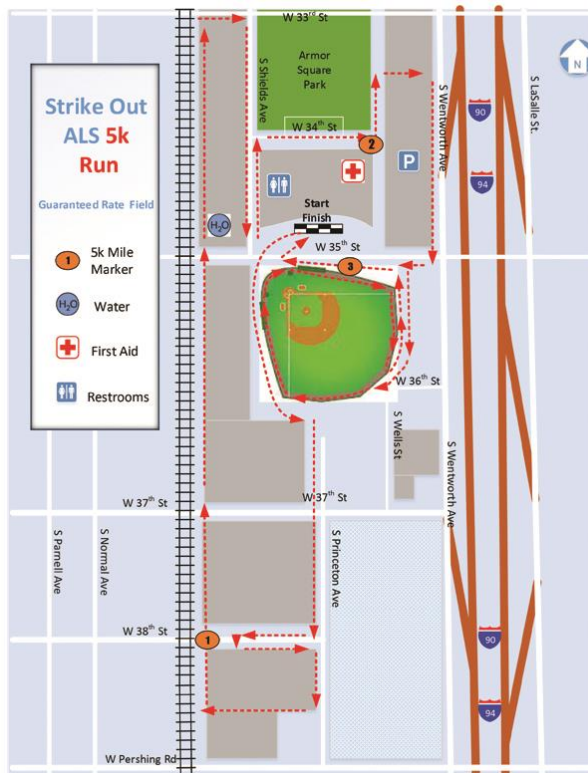 Strike Out
ALS 5k
Run
Guaranteed Rate Field
1
5k Mile
Marker
H₂O
Water
First Aid
Restrooms
W 33rd St
Armor
Square
Park
S Shields Ave
W 34th St
2
P
S Wentworth Ave
90
94
S LaSalle St.
N
H₂O
Start
Finish
W 35th St
3
W 36th St
S Wells St
S Wentworth Ave
W 37th St
W 37th St
S Parnell Ave
S Normal Ave
S Princeton Ave
W 38th St
1
90
94
W Pershing Rd